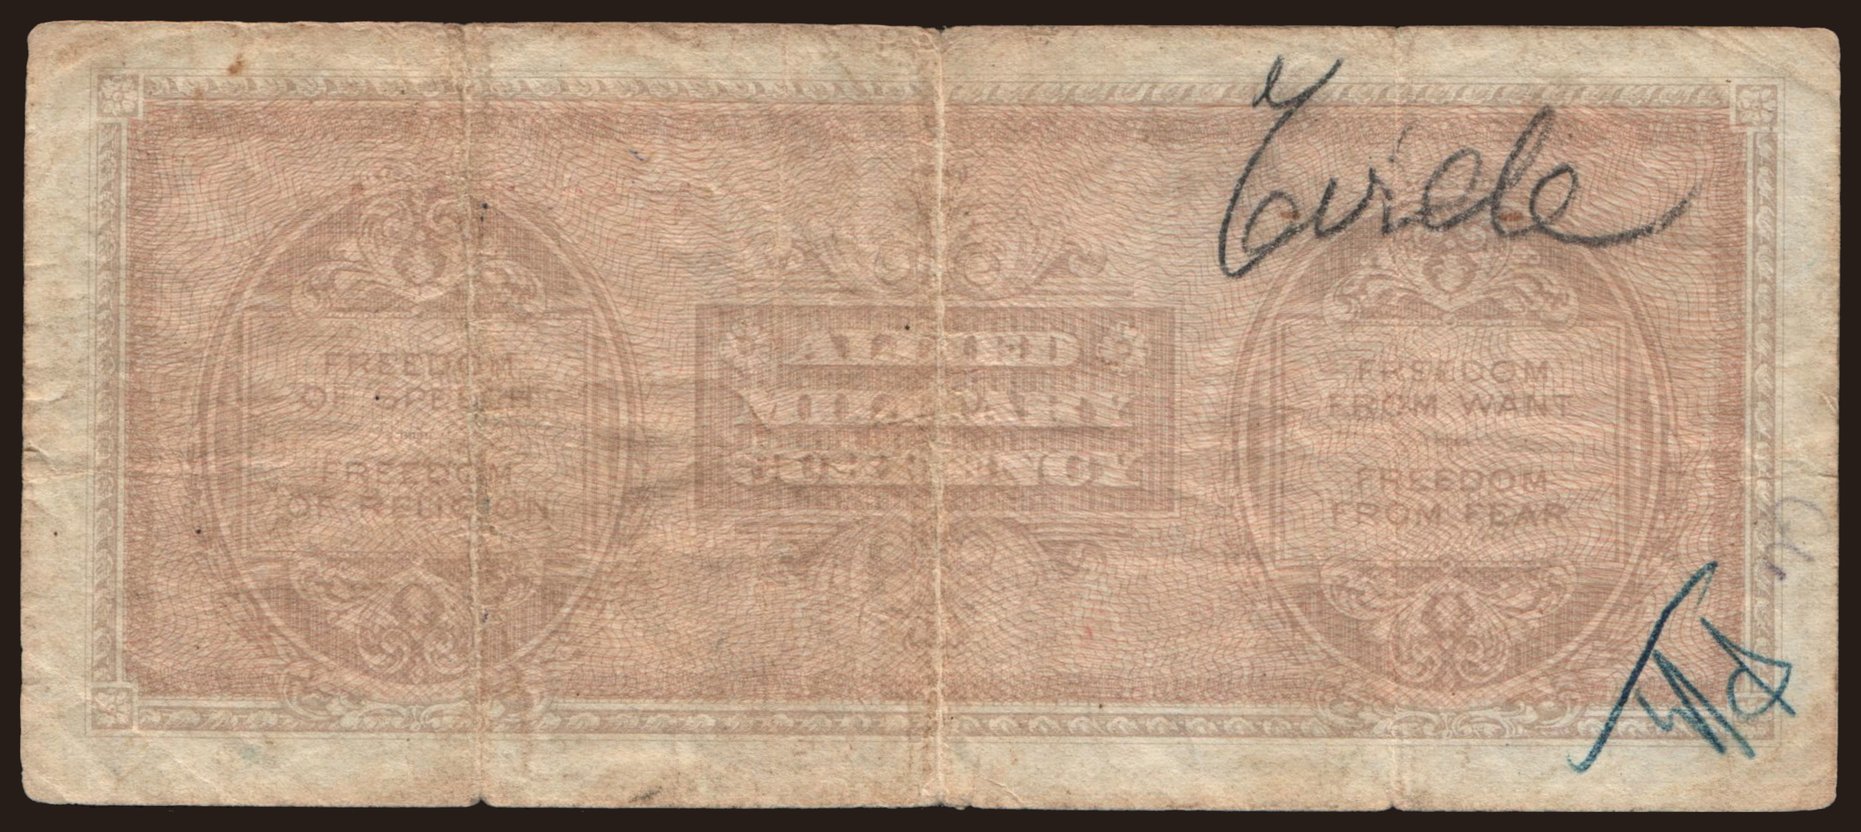 FREEDOM
OF SPEECH
FREEDOM
OF RELIGION
ALLIED
MILITARY
CURRENCY
FREEDOM
FROM WANT
FREEDOM
FROM FEAR